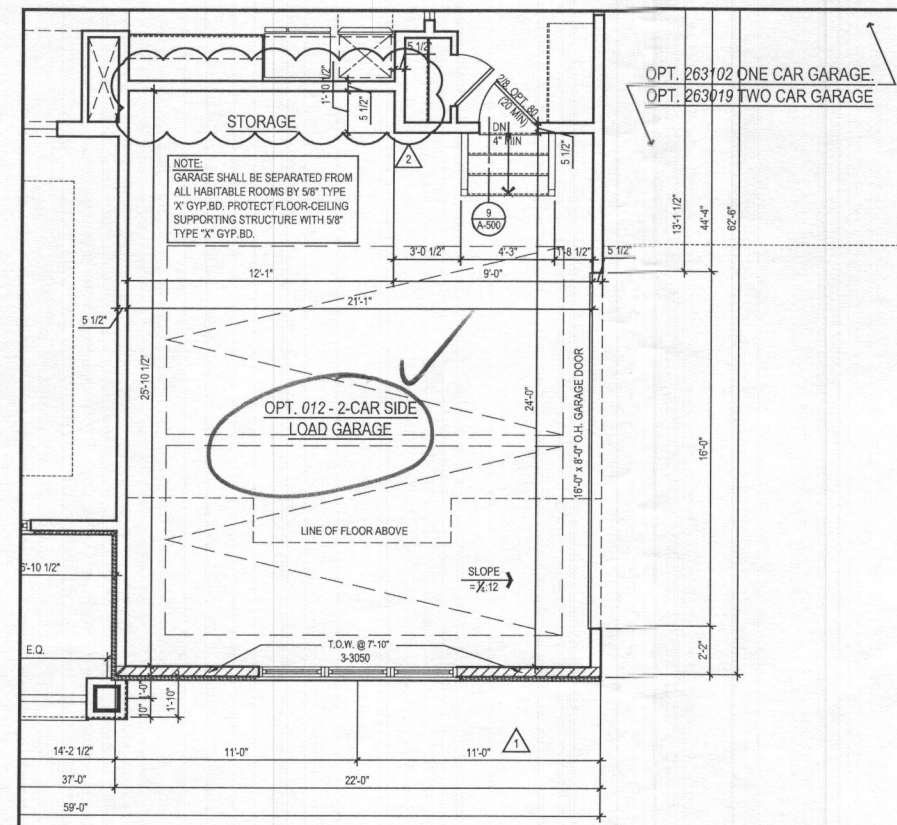 5 1/2"
OPT. 263102 ONE CAR GARAGE.
OPT. 263019 TWO CAR GARAGE
1'-10 1/2"
5 1/2"
2/8 OPT. 80
(20 MIN)
STORAGE
DN
4" MIN
5 1/2"
2
NOTE:
GARAGE SHALL BE SEPARATED FROM
ALL HABITABLE ROOMS BY 5/8" TYPE
'X' GYP.BD. PROTECT FLOOR-CEILING
SUPPORTING STRUCTURE WITH 5/8"
TYPE "X" GYP.BD.
9
A-500
13'-1 1/2"
44'-4"
62'-6"
3'-0 1/2"
4'-3"
1'-8 1/2"
5 1/2"
12'-1"
9'-0"
21'-1"
5 1/2"
25'-10 1/2"
24'-0"
16'-0" x 8'-0" O.H. GARAGE DOOR
16'-0"
OPT. 012 - 2-CAR SIDE
LOAD GARAGE
LINE OF FLOOR ABOVE
6'-10 1/2"
SLOPE
= ¼:12
E.Q.
T.O.W. @ 7'-10"
3-3050
2'-2"
1'-0"
10"
1'-10"
1
14'-2 1/2"
11'-0"
11'-0"
37'-0"
22'-0"
59'-0"